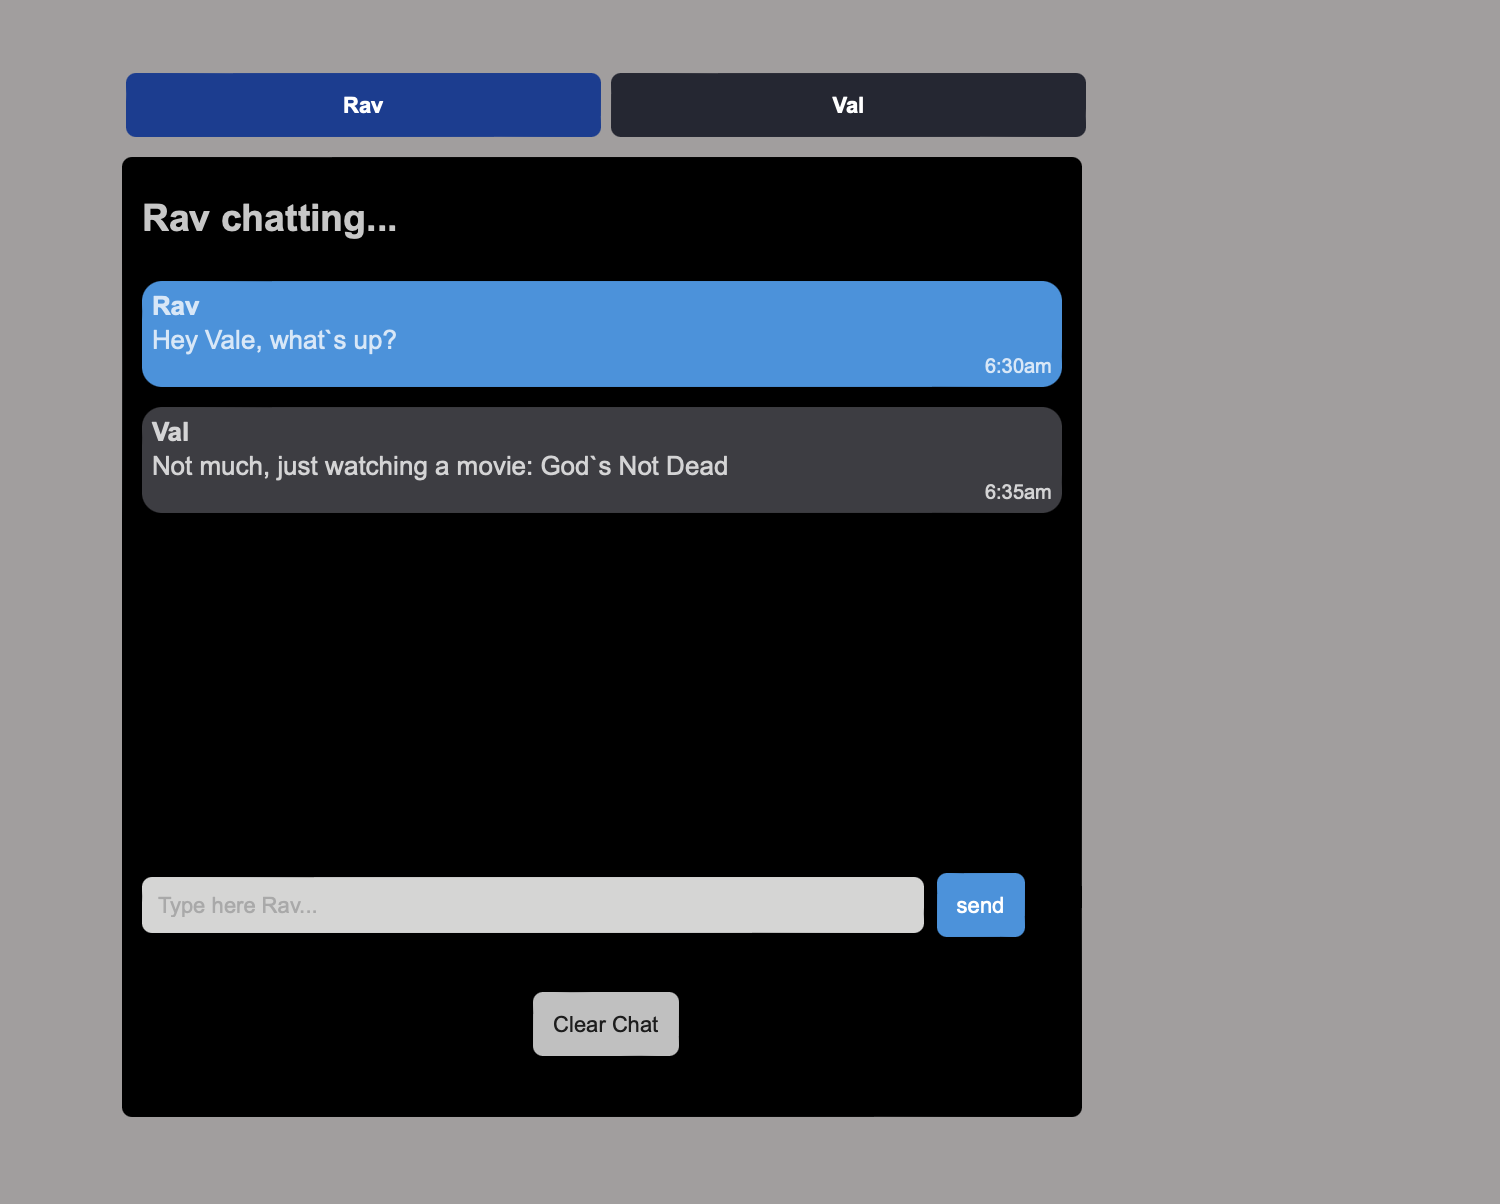 Rav
Val
Rav chatting...
Rav
Hey Vale, what`s up?
6:30am
Val
Not much, just watching a movie: God`s Not Dead
6:35am
Type here Rav...
send
Clear Chat